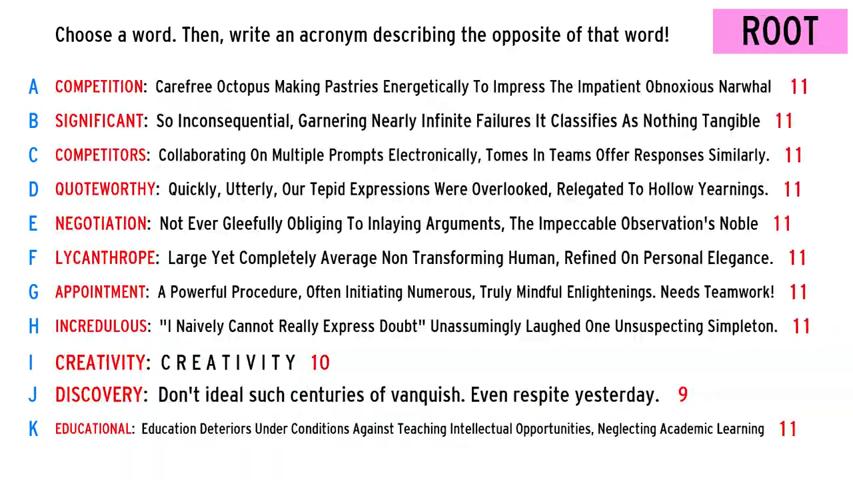 Choose a word. Then, write an acronym describing the opposite of that word!
ROOT
A COMPETITION: Carefree Octopus Making Pastries Energetically To Impress The Impatient Obnoxious Narwhal 11
B SIGNIFICANT: So Inconsequential, Garnering Nearly Infinite Failures It Classifies As Nothing Tangible 11
C COMPETITORS: Collaborating On Multiple Prompts Electronically, Tomes In Teams Offer Responses Similarly. 11
D QUOTEWORTHY: Quickly, Utterly, Our Tepid Expressions Were Overlooked, Relegated To Hollow Yearnings. 11
E NEGOTIATION: Not Ever Gleefully Obliging To Inlaying Arguments, The Impeccable Observation's Noble 11
F LYCANTHROPE: Large Yet Completely Average Non Transforming Human, Refined On Personal Elegance. 11
G APPOINTMENT: A Powerful Procedure, Often Initiating Numerous, Truly Mindful Enlightenings. Needs Teamwork! 11
H INCREDULOUS: "I Naively Cannot Really Express Doubt" Unassumingly Laughed One Unsuspecting Simpleton. 11
I CREATIVITY: C R E A T I V I T Y 10
J DISCOVERY: Don't ideal such centuries of vanquish. Even respite yesterday. 9
K EDUCATIONAL: Education Deteriors Under Conditions Against Teaching Intellectual Opportunities, Neglecting Academic Learning 11